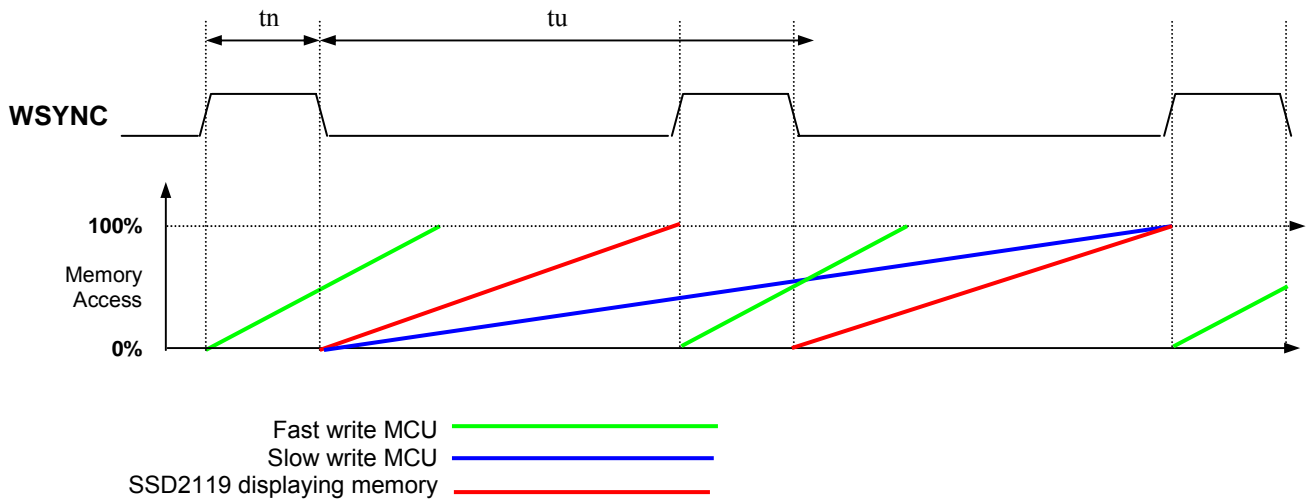 tn
tu
WSYNC
100%
Memory
Access
0%
Fast write MCU
Slow write MCU
SSD2119 displaying memory